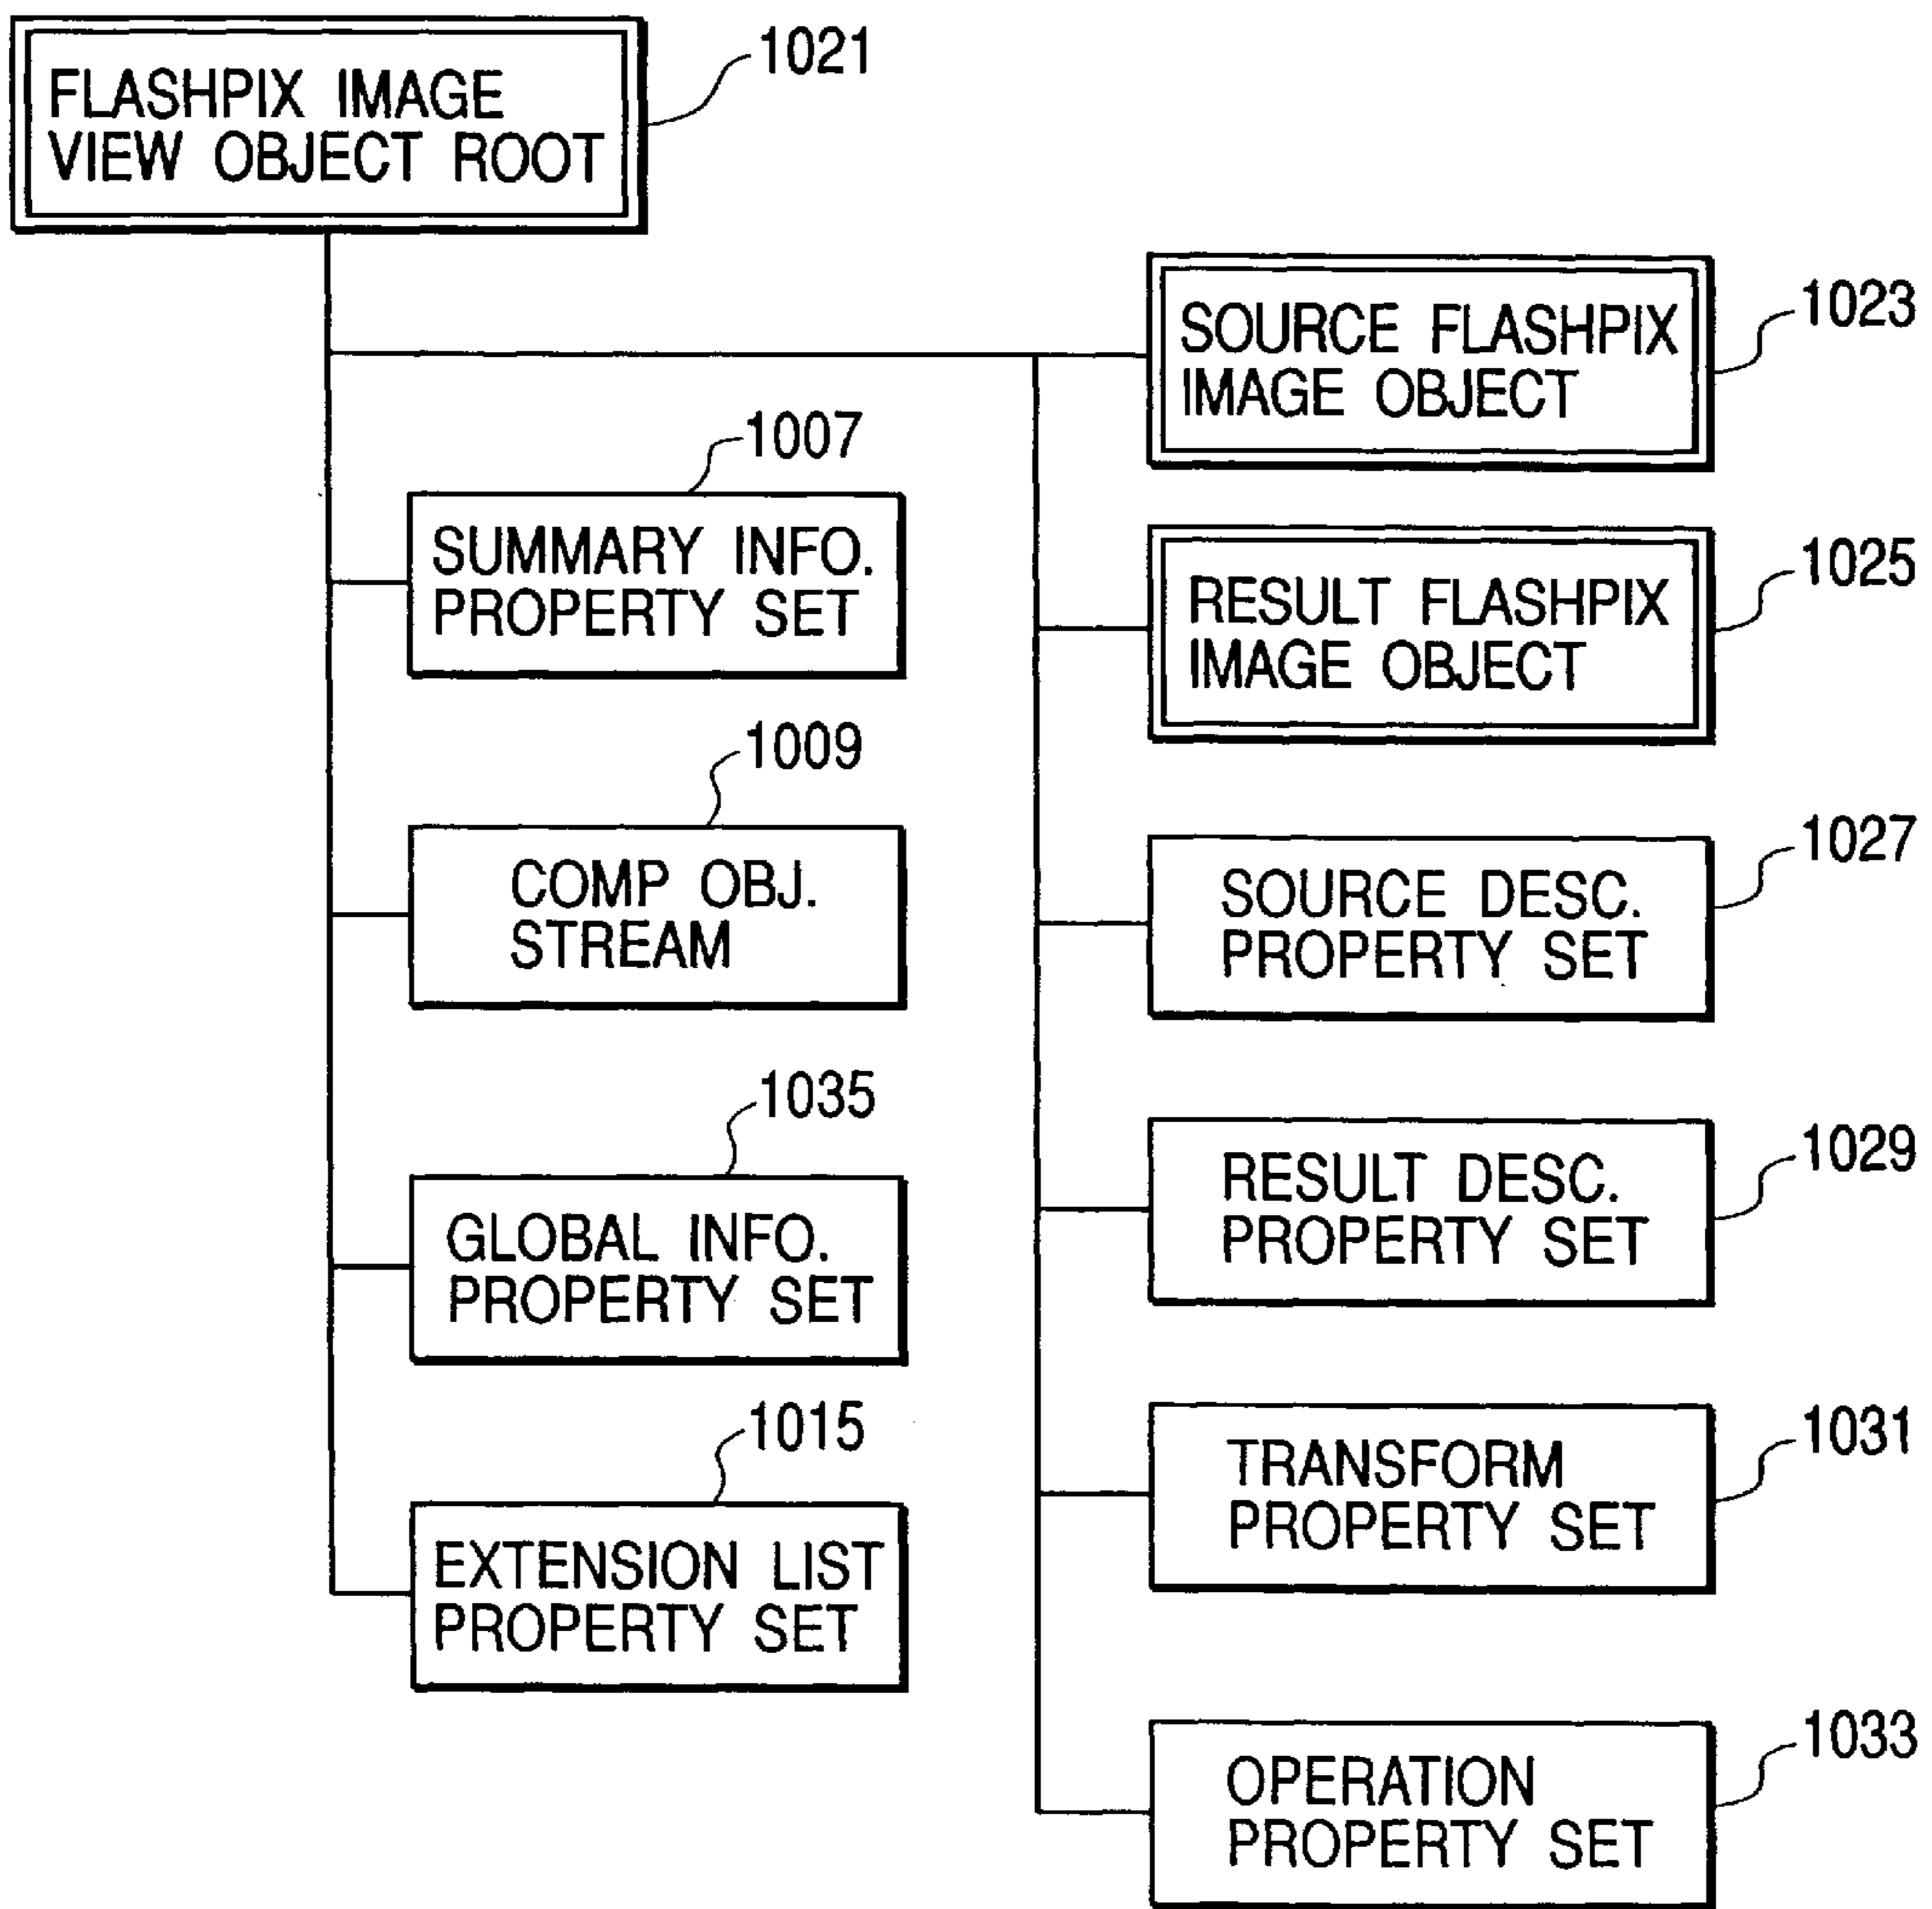 FLASHPIX IMAGE
VIEW OBJECT ROOT
1021
SOURCE FLASHPIX
IMAGE OBJECT
1023
1007
SUMMARY INFO.
PROPERTY SET
RESULT FLASHPIX
IMAGE OBJECT
1025
1009
COMP OBJ.
STREAM
SOURCE DESC.
PROPERTY SET
1027
1035
GLOBAL INFO.
PROPERTY SET
RESULT DESC.
PROPERTY SET
1029
1015
EXTENSION LIST
PROPERTY SET
TRANSFORM
PROPERTY SET
1031
OPERATION
PROPERTY SET
1033